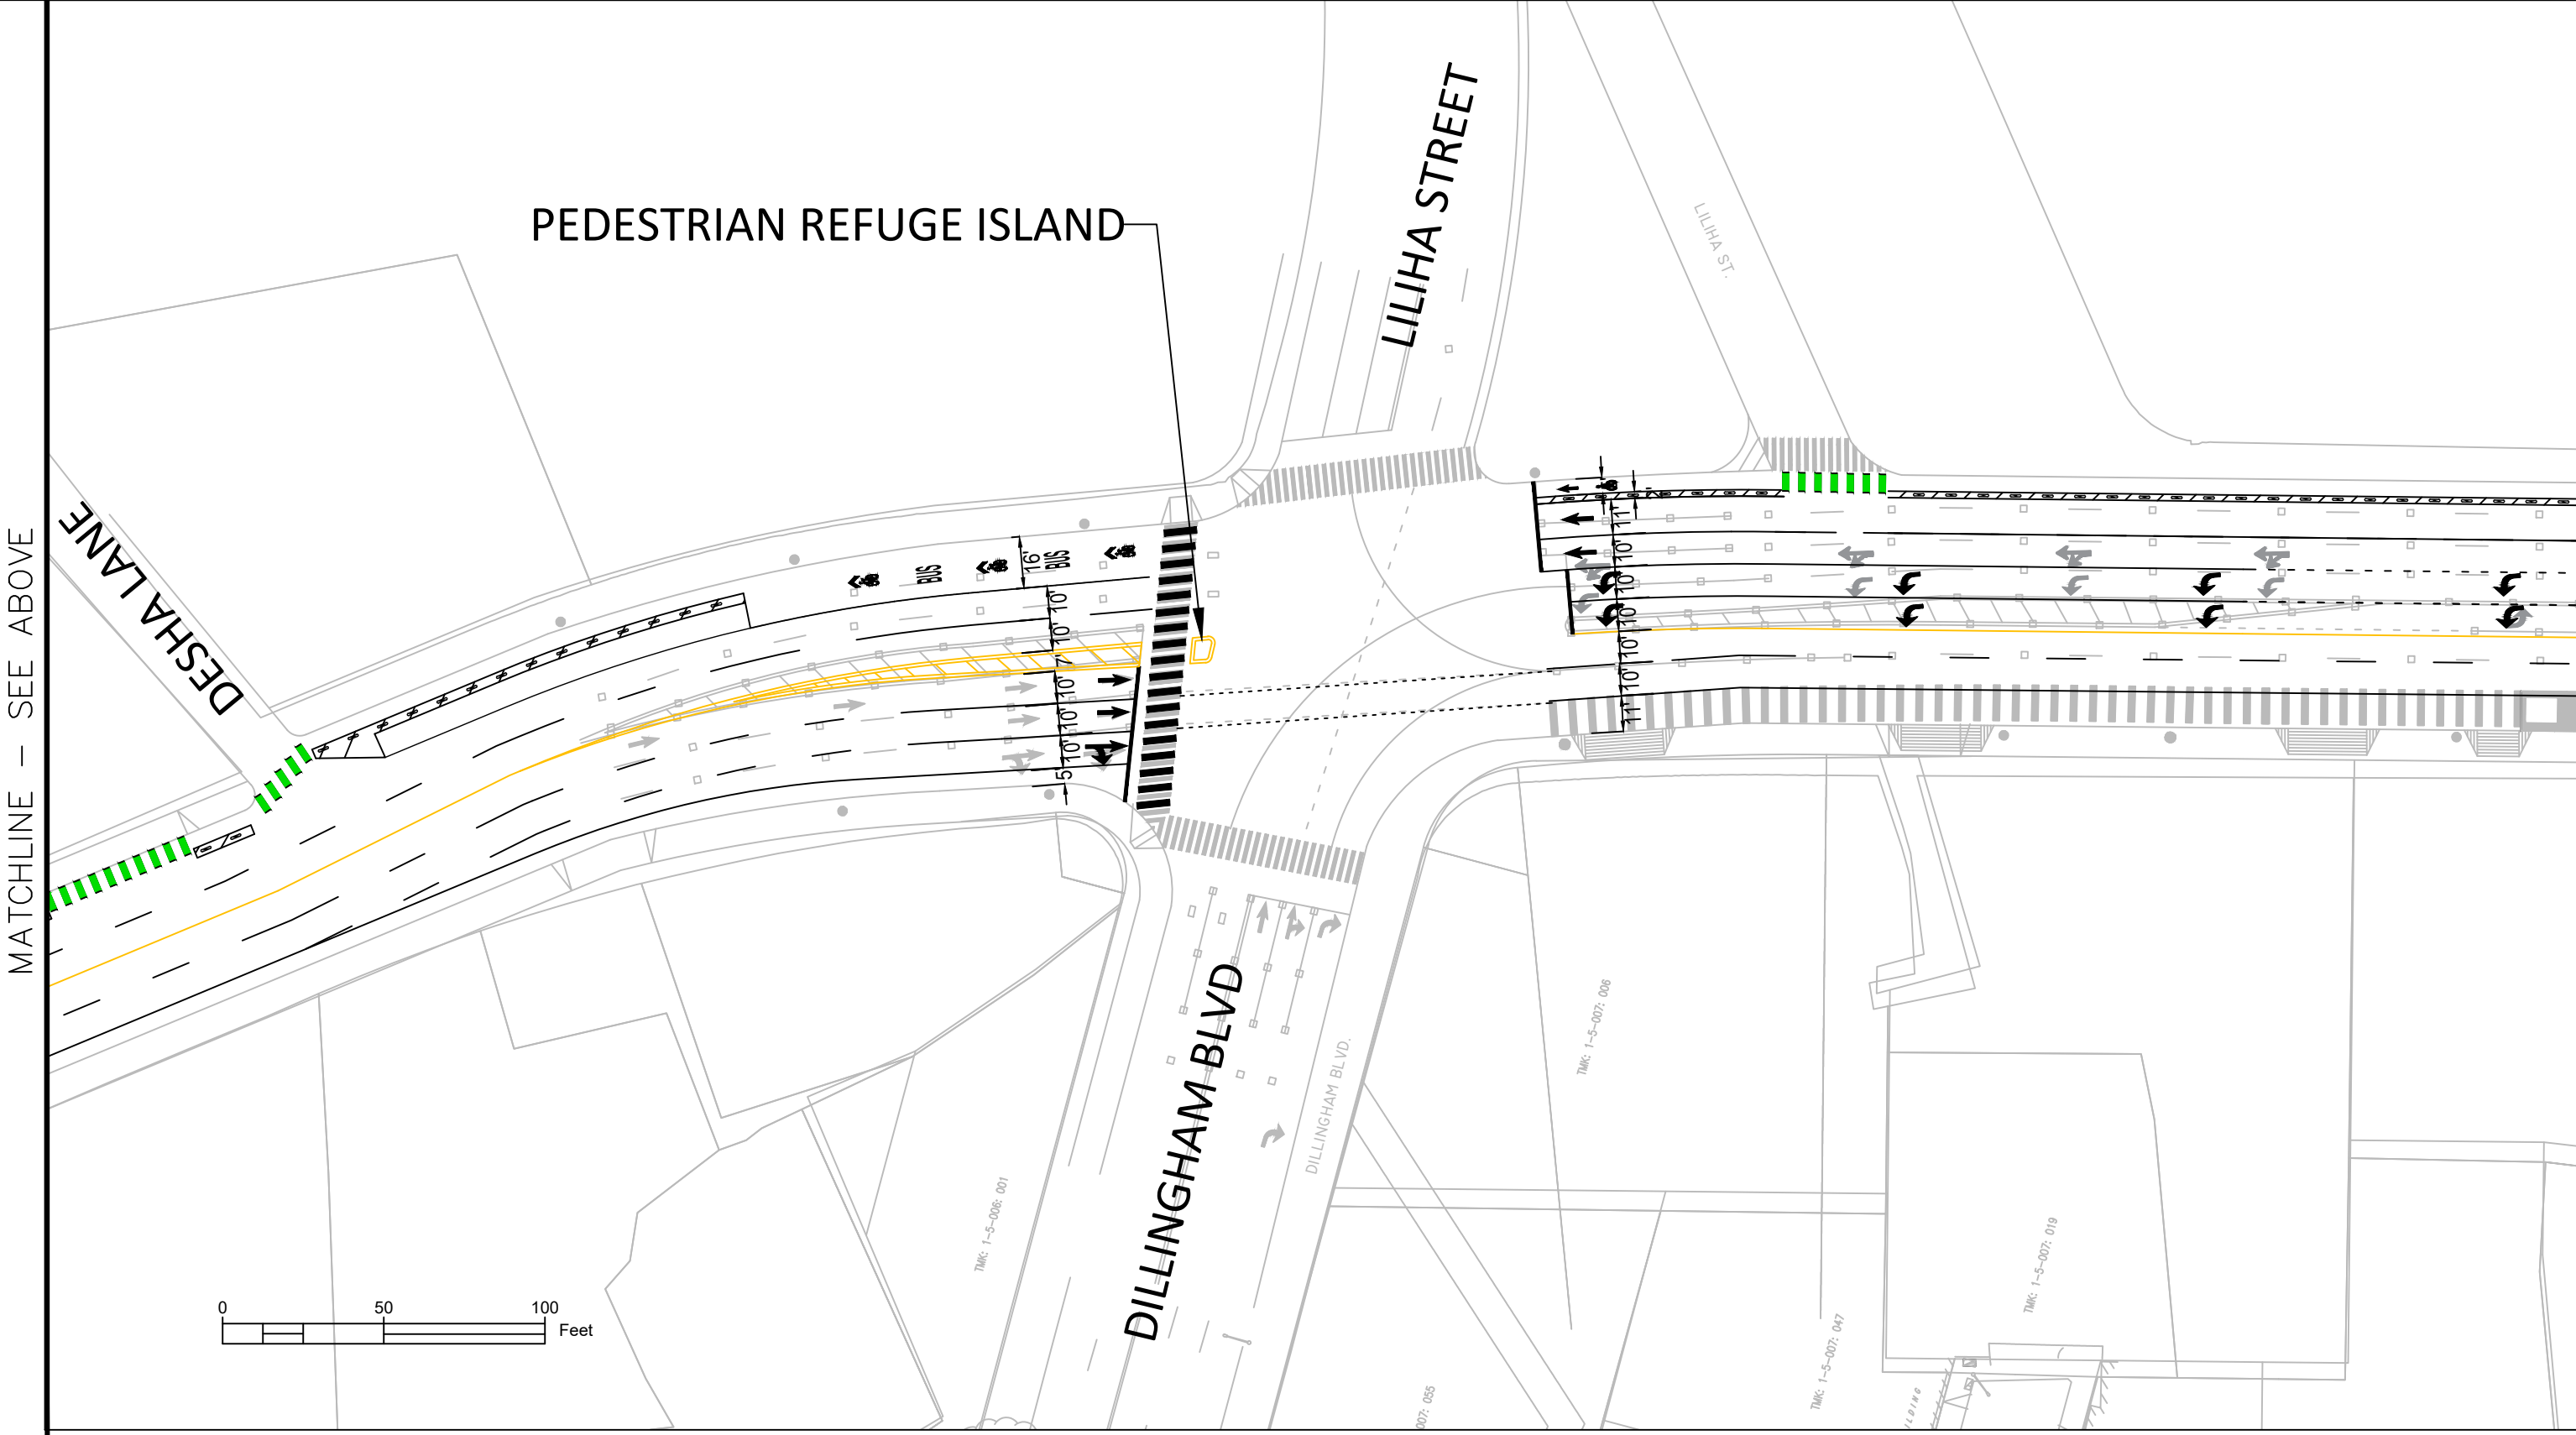 MATCHLINE – SEE ABOVE
DESHA LANE
PEDESTRIAN REFUGE ISLAND
LILIHA STREET
LILIHA ST.
BUS
BUS
16'
10'
10'
7'
10'
10'
10'
5'
11'
10'
10'
10'
10'
10'
11'
DILLINGHAM BLVD
DILLINGHAM BLVD.
TMK: 1-5-006: 001
TMK: 1-5-007: 006
TMK: 1-5-007: 019
TMK: 1-5-007: 047
007: 055
ILDING
0 50 100
Feet